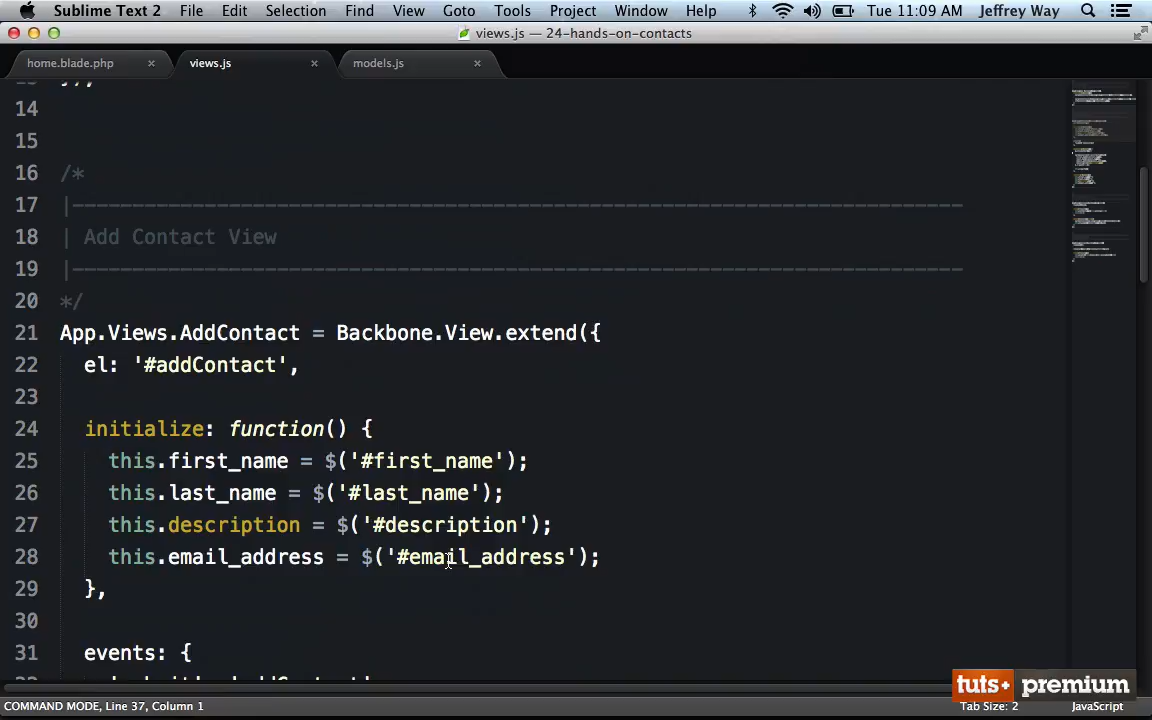 Sublime Text 2 File Edit Selection Find View Goto Tools Project Window Help Tue 11:09 AM Jeffrey Way
views.js — 24-hands-on-contacts
home.blade.php views.js models.js
14
15
16 /*
17 |--------------------------------------------------------------------------
18 | Add Contact View
19 |--------------------------------------------------------------------------
20 */
21 App.Views.AddContact = Backbone.View.extend({
22 el: '#addContact',
23
24 initialize: function() {
25 this.first_name = $('#first_name');
26 this.last_name = $('#last_name');
27 this.description = $('#description');
28 this.email_address = $('#email_address');
29 },
30
31 events: {
tuts+ premium
COMMAND MODE, Line 37, Column 1 Tab Size: 2 JavaScript